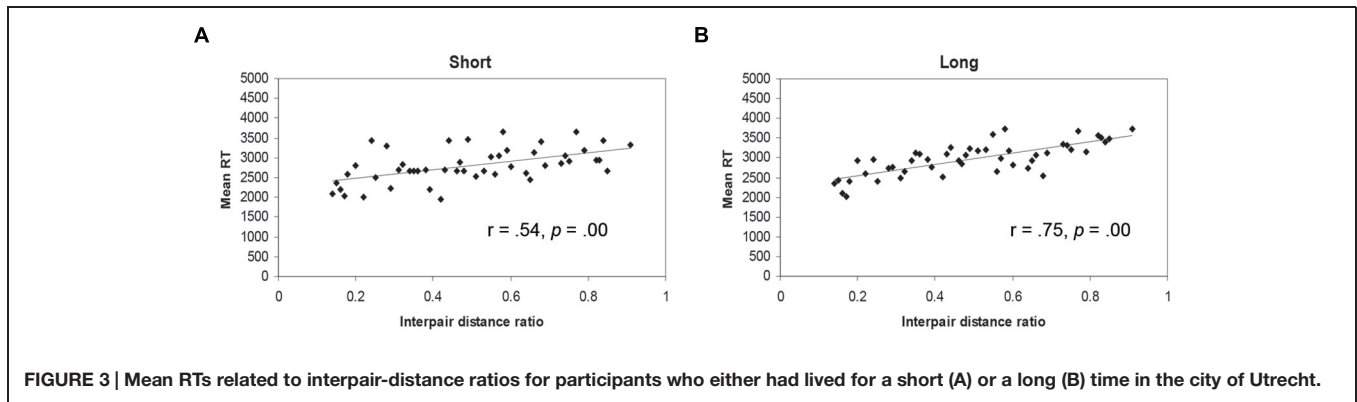 A
Short
5000
4500
4000
3500
3000
2500
2000
1500
1000
500
0
Mean RT
r = .54, p = .00
0 0.2 0.4 0.6 0.8 1
Interpair distance ratio
B
Long
5000
4500
4000
3500
3000
2500
2000
1500
1000
500
0
Mean RT
r = .75, p = .00
0 0.2 0.4 0.6 0.8 1
Interpair distance ratio
FIGURE 3 | Mean RTs related to interpair-distance ratios for participants who either had lived for a short (A) or a long (B) time in the city of Utrecht.